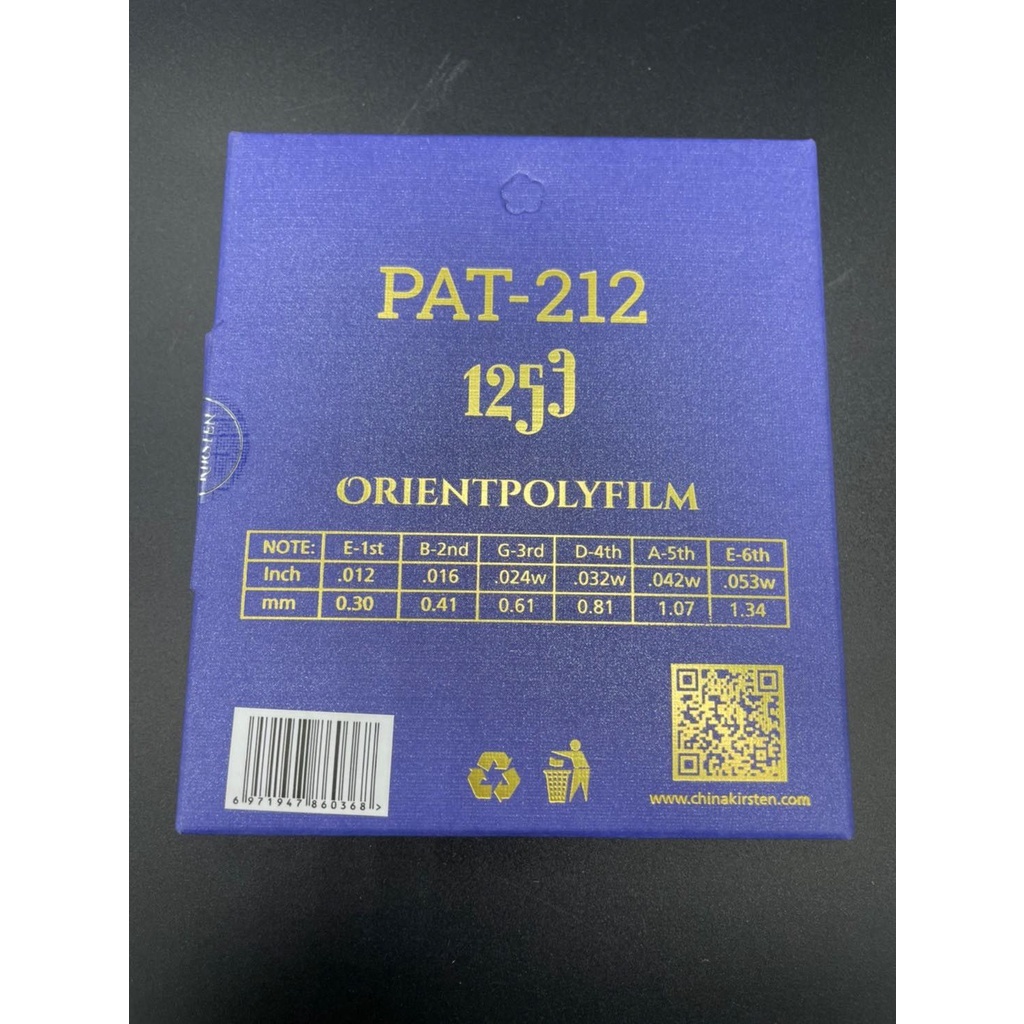 PAT-212
1253
ORIENTPOLYFILM
NOTE: E-1st B-2nd G-3rd D-4th A-5th E-6th
Inch .012 .016 .024w .032w .042w .053w
mm 0.30 0.41 0.61 0.81 1.07 1.34
KIRSTEN
6 971947 860368 >
www.chinakirsten.com